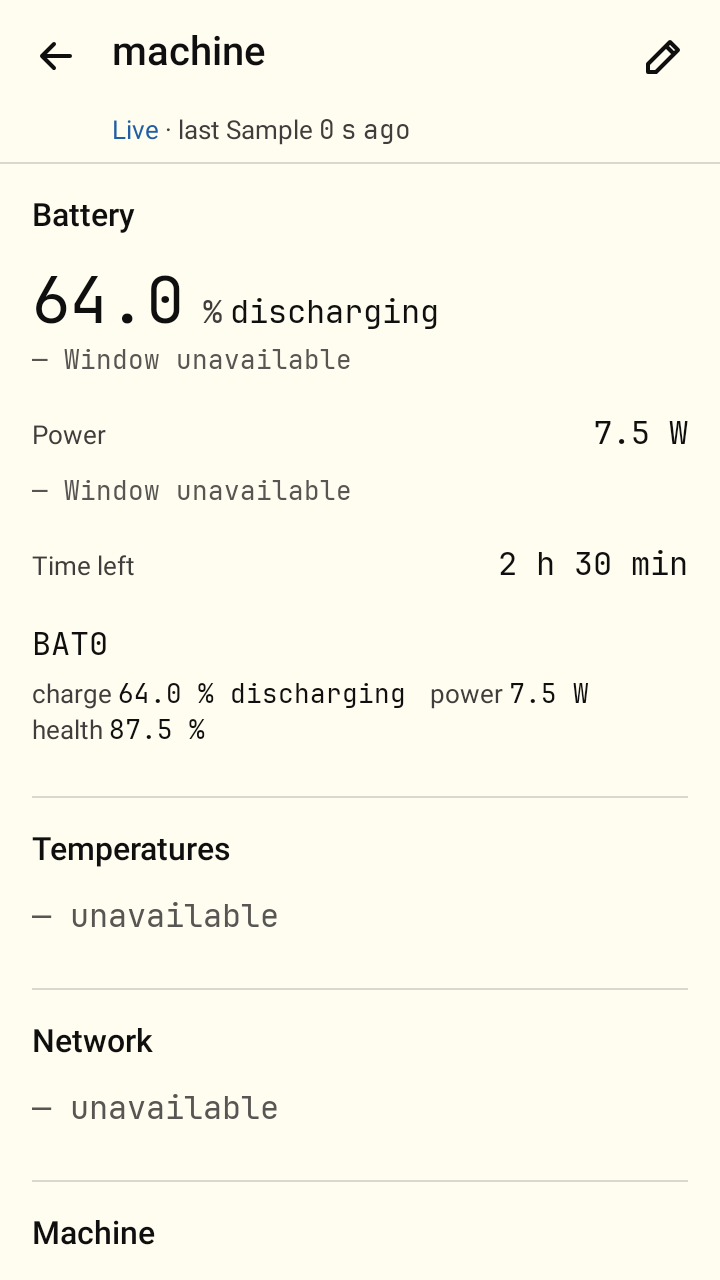 machine
Live · last Sample 0 s ago
Battery
64.0 % discharging
— Window unavailable
Power 7.5 W
— Window unavailable
Time left 2 h 30 min
BAT0
charge 64.0 % discharging power 7.5 W
health 87.5 %
Temperatures
— unavailable
Network
— unavailable
Machine